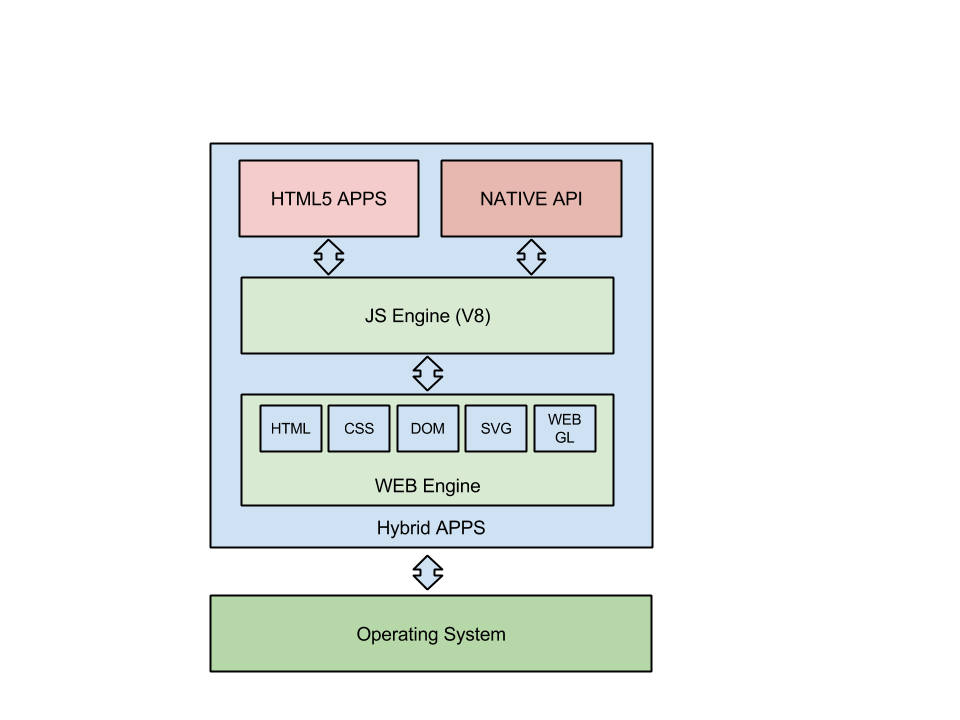 HTML5 APPS
NATIVE API
JS Engine (V8)
HTML
CSS
DOM
SVG
WEB
GL
WEB Engine
Hybrid APPS
Operating System